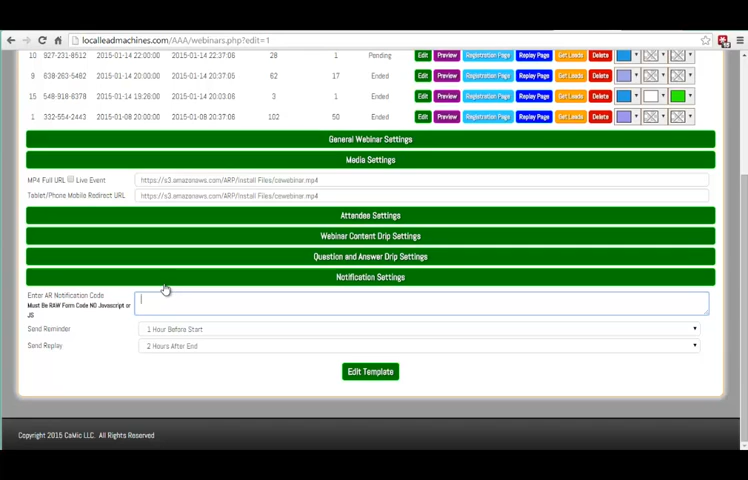 localleadmachines.com/AAA/webinars.php?edit=1
10 927-231-8512 2015-01-14 22:00:00 2015-01-14 22:37:06 28 1 Pending Edit Preview Registration Page Replay Page Get Leads Delete
9 838-263-5462 2015-01-14 20:00:00 2015-01-14 22:37:06 62 17 Ended Edit Preview Registration Page Replay Page Get Leads Delete
15 548-918-8378 2015-01-14 19:26:00 2015-01-14 20:03:06 3 1 Ended Edit Preview Registration Page Replay Page Get Leads Delete
1 332-554-2443 2015-01-08 20:00:00 2015-01-08 20:37:06 102 50 Ended Edit Preview Registration Page Replay Page Get Leads Delete
General Webinar Settings
Media Settings
MP4 Full URL Live Event https://s3.amazonaws.com/ARP/Install Files/cewebinar.mp4
Tablet/Phone Mobile Redirect URL https://s3.amazonaws.com/ARP/Install Files/cewebinar.mp4
Attendee Settings
Webinar Content Drip Settings
Question and Answer Drip Settings
Notification Settings
Enter AR Notification Code
Must Be RAW Form Code NO Javascript or
JS
Send Reminder 1 Hour Before Start
Send Replay 2 Hours After End
Edit Template
Copyright 2015 CaMic LLC. All Rights Reserved